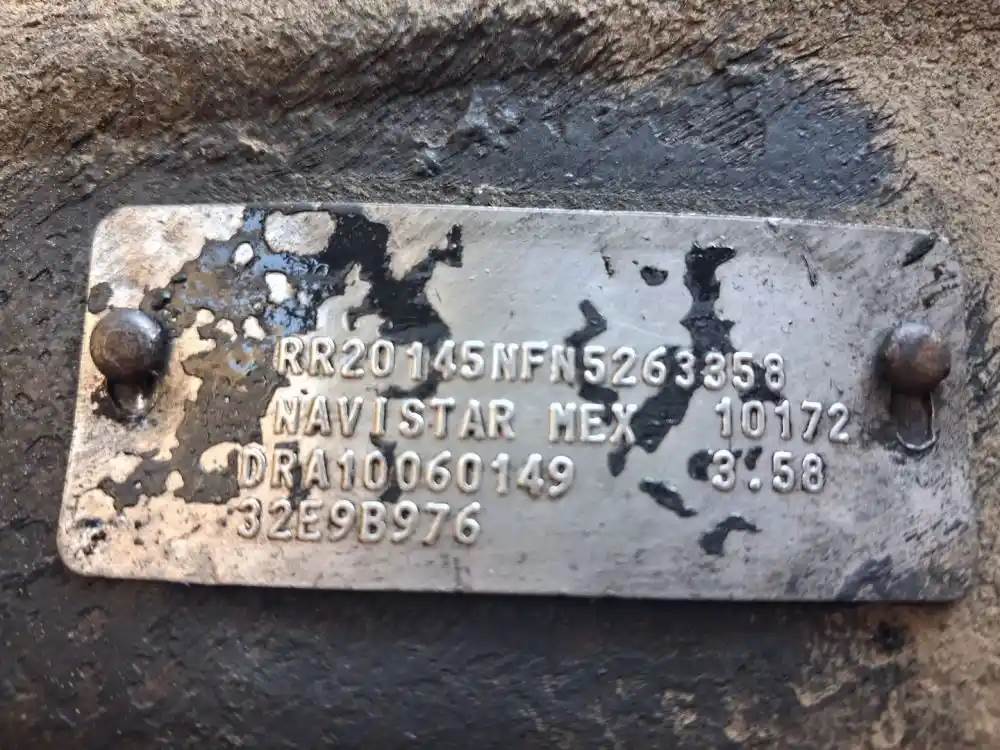 RR20145NFN5263358
NAVISTAR MEX 10172
DRA10060149 3.58
32E9B976